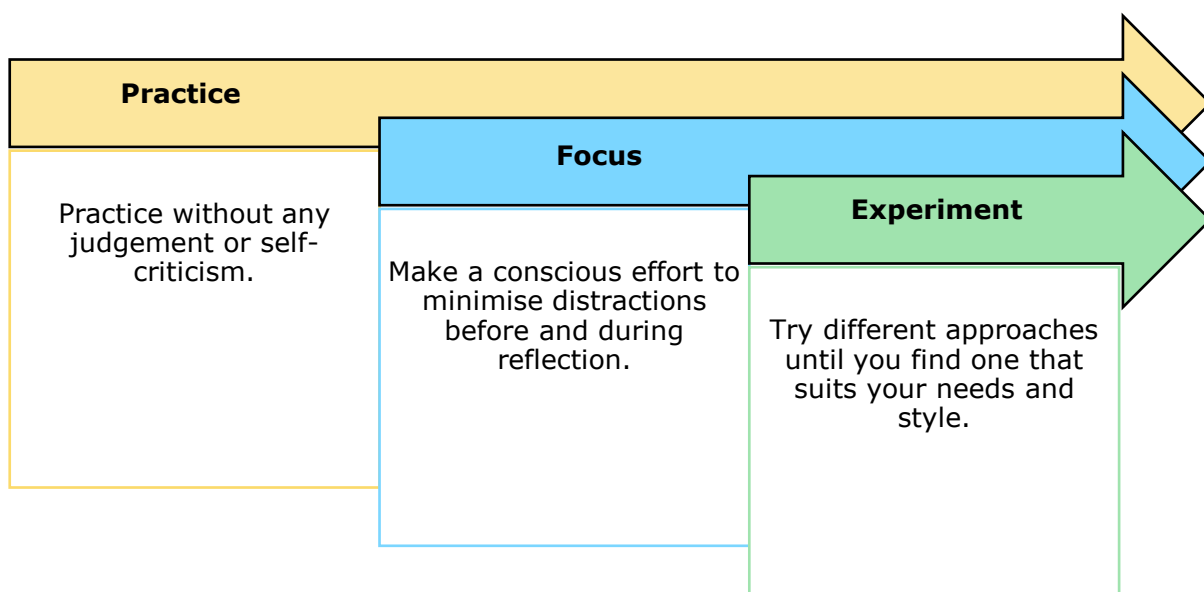 Practice
Practice without any
judgement or self-
criticism.
Focus
Make a conscious effort to
minimise distractions
before and during
reflection.
Experiment
Try different approaches
until you find one that
suits your needs and
style.